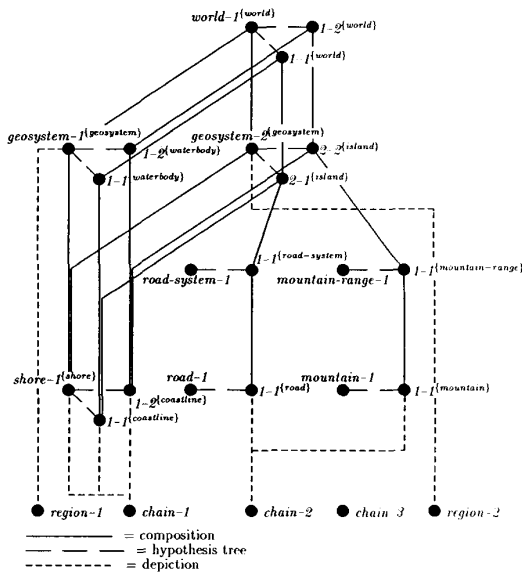 world-1{world}
1-2{world}
1-1{world}
geosystem-1{geosystem}
geosystem-2{geosystem}
1-2{waterbody}
2-2{island}
1-1{waterbody}
2-1{island}
1-1{road-system}
road-system-1
mountain-range-1
1-1{mountain-range}
shore-1{shore}
road-1
mountain-1
1-2{coastline}
1-1{road}
1-1{mountain}
1-1{coastline}
region-1
chain-1
chain-2
chain-3
region-2
= composition
= hypothesis tree
= depiction